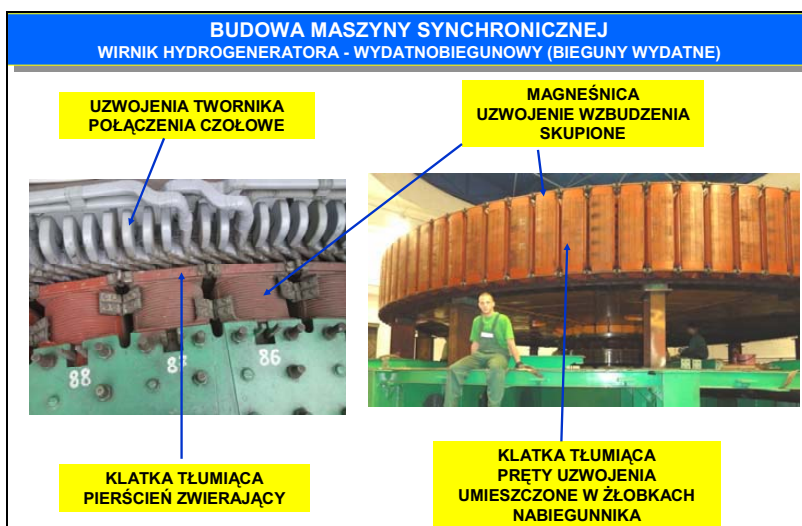 BUDOWA MASZYNY SYNCHRONICZNEJ
WIRNIK HYDROGENERATORA - WYDATNOBIEGUNOWY (BIEGUNY WYDATNE)
UZWOJENIA TWORNIKA
POŁĄCZENIA CZOŁOWE
MAGNEŚNICA
UZWOJENIE WZBUDZENIA
SKUPIONE
88
86
KLATKA TŁUMIĄCA
PIERŚCIEŃ ZWIERAJĄCY
KLATKA TŁUMIĄCA
PRĘTY UZWOJENIA
UMIESZCZONE W ŻŁOBKACH
NABIEGUNNIKA